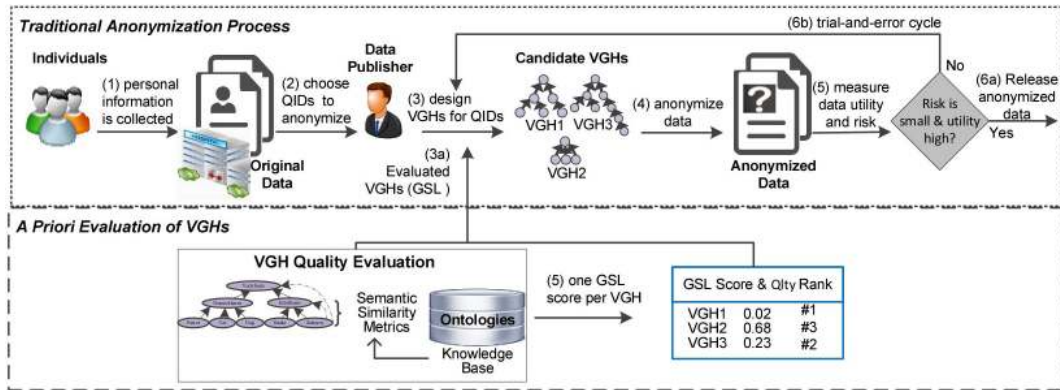 Traditional Anonymization Process
(6b) trial-and-error cycle
Individuals
(1) personal
information
is collected
Original
Data
(2) choose
QIDs to
anonymize
Data
Publisher
(3) design
VGHs for QIDs
(3a)
Evaluated
VGHs (GSL )
Candidate VGHs
VGH1
VGH3
VGH2
(4) anonymize
data
?
Anonymized
Data
(5) measure
data utility
and risk
No
Risk is
small & utility
high?
(6a) Release
anonymized
data
Yes
A Priori Evaluation of VGHs
VGH Quality Evaluation
Semantic
Similarity
Metrics
Ontologies
Knowledge
Base
(5) one GSL
score per VGH
GSL Score & Qlty Rank
VGH1 0.02 #1
VGH2 0.68 #3
VGH3 0.23 #2